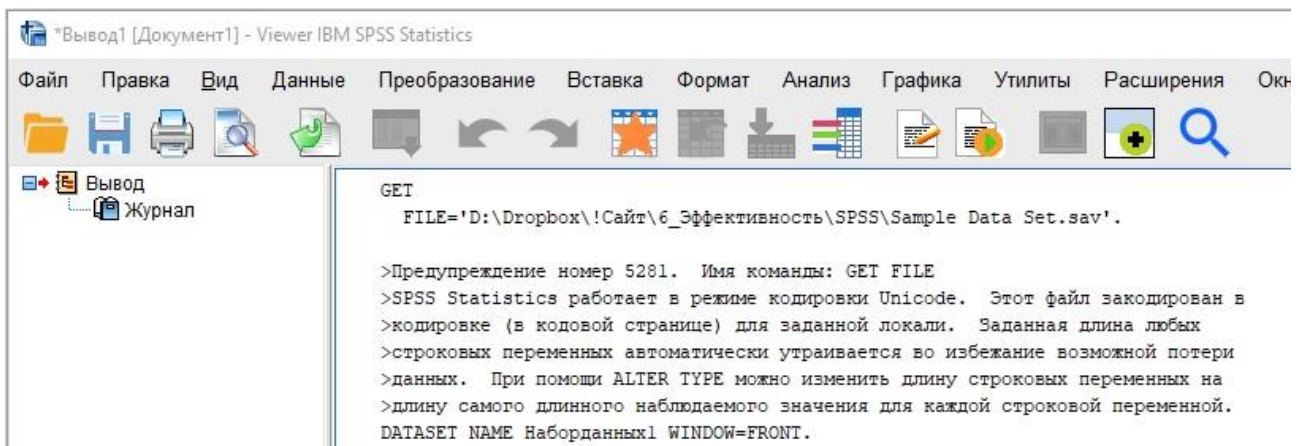 *Вывод1 [Документ1] - Viewer IBM SPSS Statistics
Файл Правка Вид Данные Преобразование Вставка Формат Анализ Графика Утилиты Расширения Окн
Вывод
Журнал
GET
FILE='D:\Dropbox\!Сайт\6_Эффективность\SPSS\Sample Data Set.sav'.
>Предупреждение номер 5281. Имя команды: GET FILE
>SPSS Statistics работает в режиме кодировки Unicode. Этот файл закодирован в
>кодировке (в кодовой странице) для заданной локали. Заданная длина любых
>строковых переменных автоматически утраивается во избежание возможной потери
>данных. При помощи ALTER TYPE можно изменить длину строковых переменных на
>длину самого длинного наблюдаемого значения для каждой строковой переменной.
DATASET NAME Наборданных1 WINDOW=FRONT.